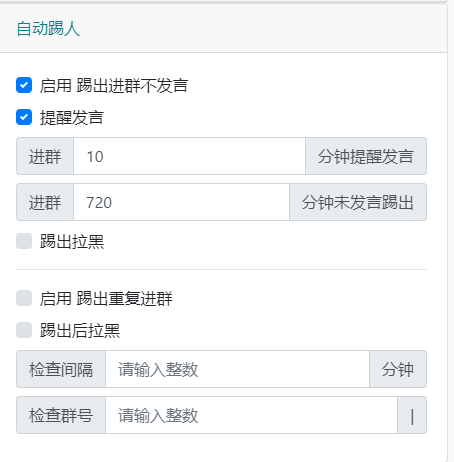 自动踢人
启用 踢出进群不发言
提醒发言
进群 10 分钟提醒发言
进群 720 分钟未发言踢出
踢出拉黑
启用 踢出重复进群
踢出后拉黑
检查间隔 请输入整数 分钟
检查群号 请输入整数 |